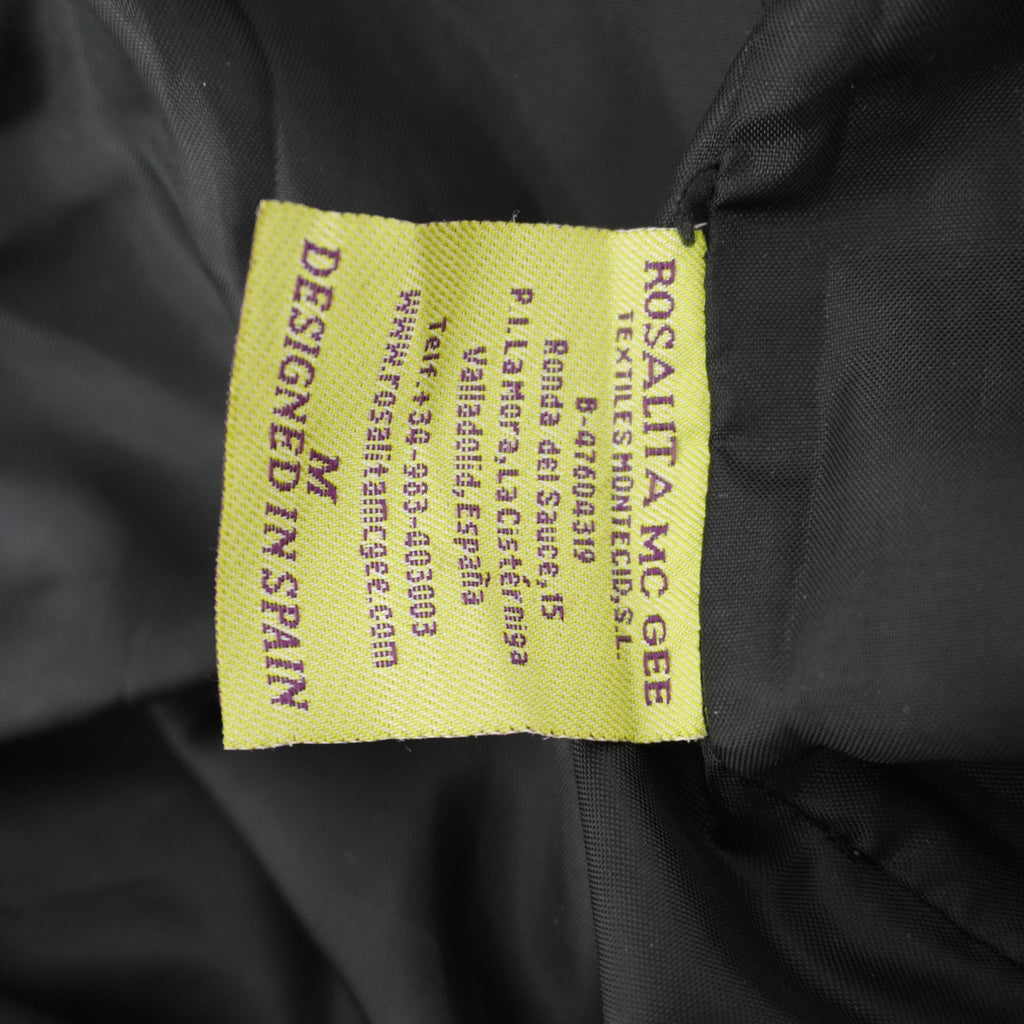 ROSALITA MC GEE
TEXTILES MONTECID, S.L.
B-47604319
Ronda del Sauce, 15
P.I. La Mora, La Cistérniga
Valladolid, España
Telf. +34-983-403003
www.rosalitamcgee.com
M
DESIGNED IN SPAIN